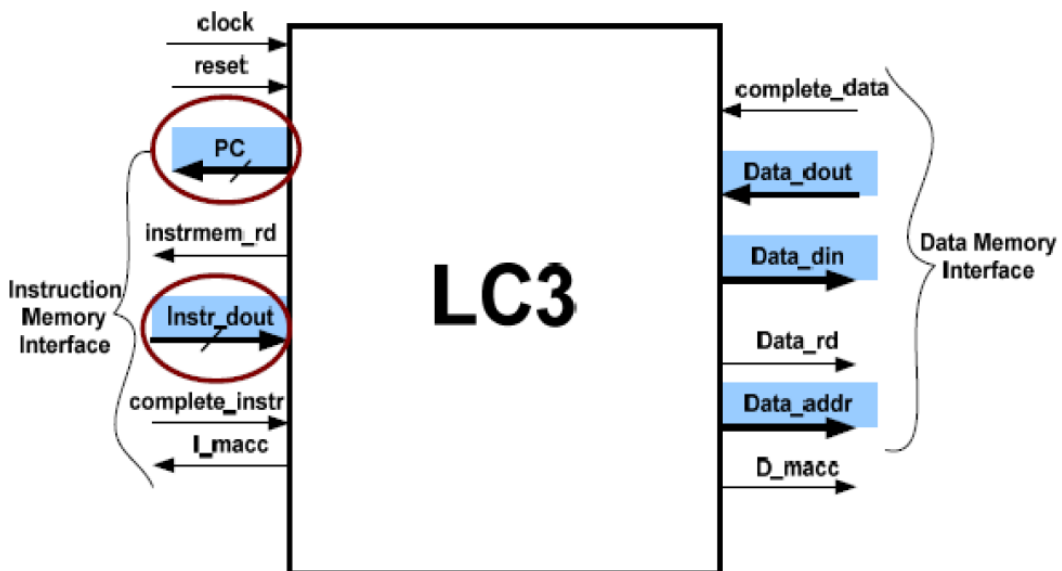 clock
reset
PC
instrmem_rd
Instruction
Memory
Interface
Instr_dout
complete_instr
I_macc
LC3
complete_data
Data_dout
Data_din
Data Memory
Interface
Data_rd
Data_addr
D_macc